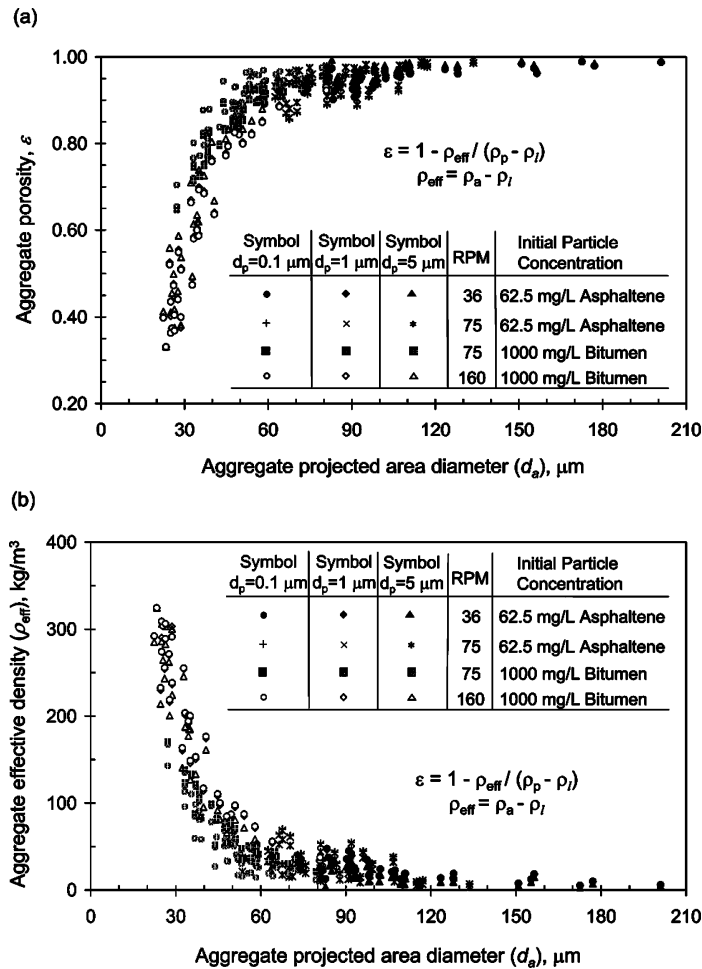 (a)
1.00
0.80
0.60
0.40
0.20
Aggregate porosity, ε
ε = 1 - ρeff / (ρp - ρl)
ρeff = ρa - ρl
Symbol dp=0.1 μm Symbol dp=1 μm Symbol dp=5 μm RPM Initial Particle Concentration
36 62.5 mg/L Asphaltene
75 62.5 mg/L Asphaltene
75 1000 mg/L Bitumen
160 1000 mg/L Bitumen
0 30 60 90 120 150 180 210
Aggregate projected area diameter (da), μm
(b)
400
300
200
100
0
Aggregate effective density (ρeff), kg/m³
Symbol dp=0.1 μm Symbol dp=1 μm Symbol dp=5 μm RPM Initial Particle Concentration
36 62.5 mg/L Asphaltene
75 62.5 mg/L Asphaltene
75 1000 mg/L Bitumen
160 1000 mg/L Bitumen
ε = 1 - ρeff / (ρp - ρl)
ρeff = ρa - ρl
0 30 60 90 120 150 180 210
Aggregate projected area diameter (da), μm